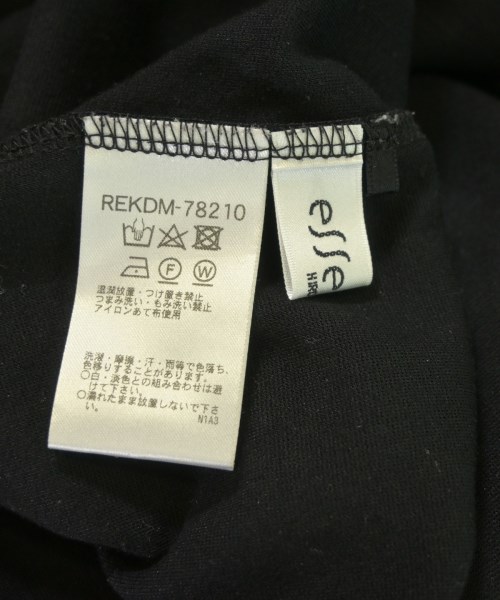 REKDM-78210
F W
湿潤放置・つけ置き禁止
つまみ洗い・もみ洗い禁止
アイロンあて布使用
洗濯・摩擦・汗・雨等で色落ち、
色移りすることがあります。
○白・淡色との組み合わせは避
けて下さい。
○濡れたまま放置しないで下さ
い。
N1A3
esse